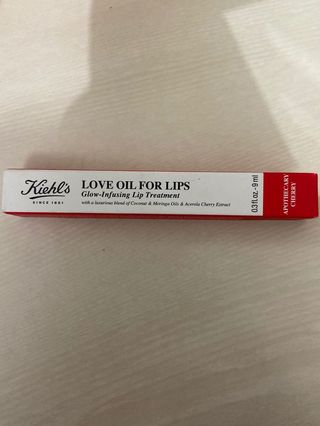 Kiehl's
SINCE 1851
LOVE OIL FOR LIPS
Glow-Infusing Lip Treatment
with a luxurious blend of Coconut & Moringa Oils & Acerola Cherry Extract
0.3 fl.oz. - 9 ml
APOTHECARY
CHERRY